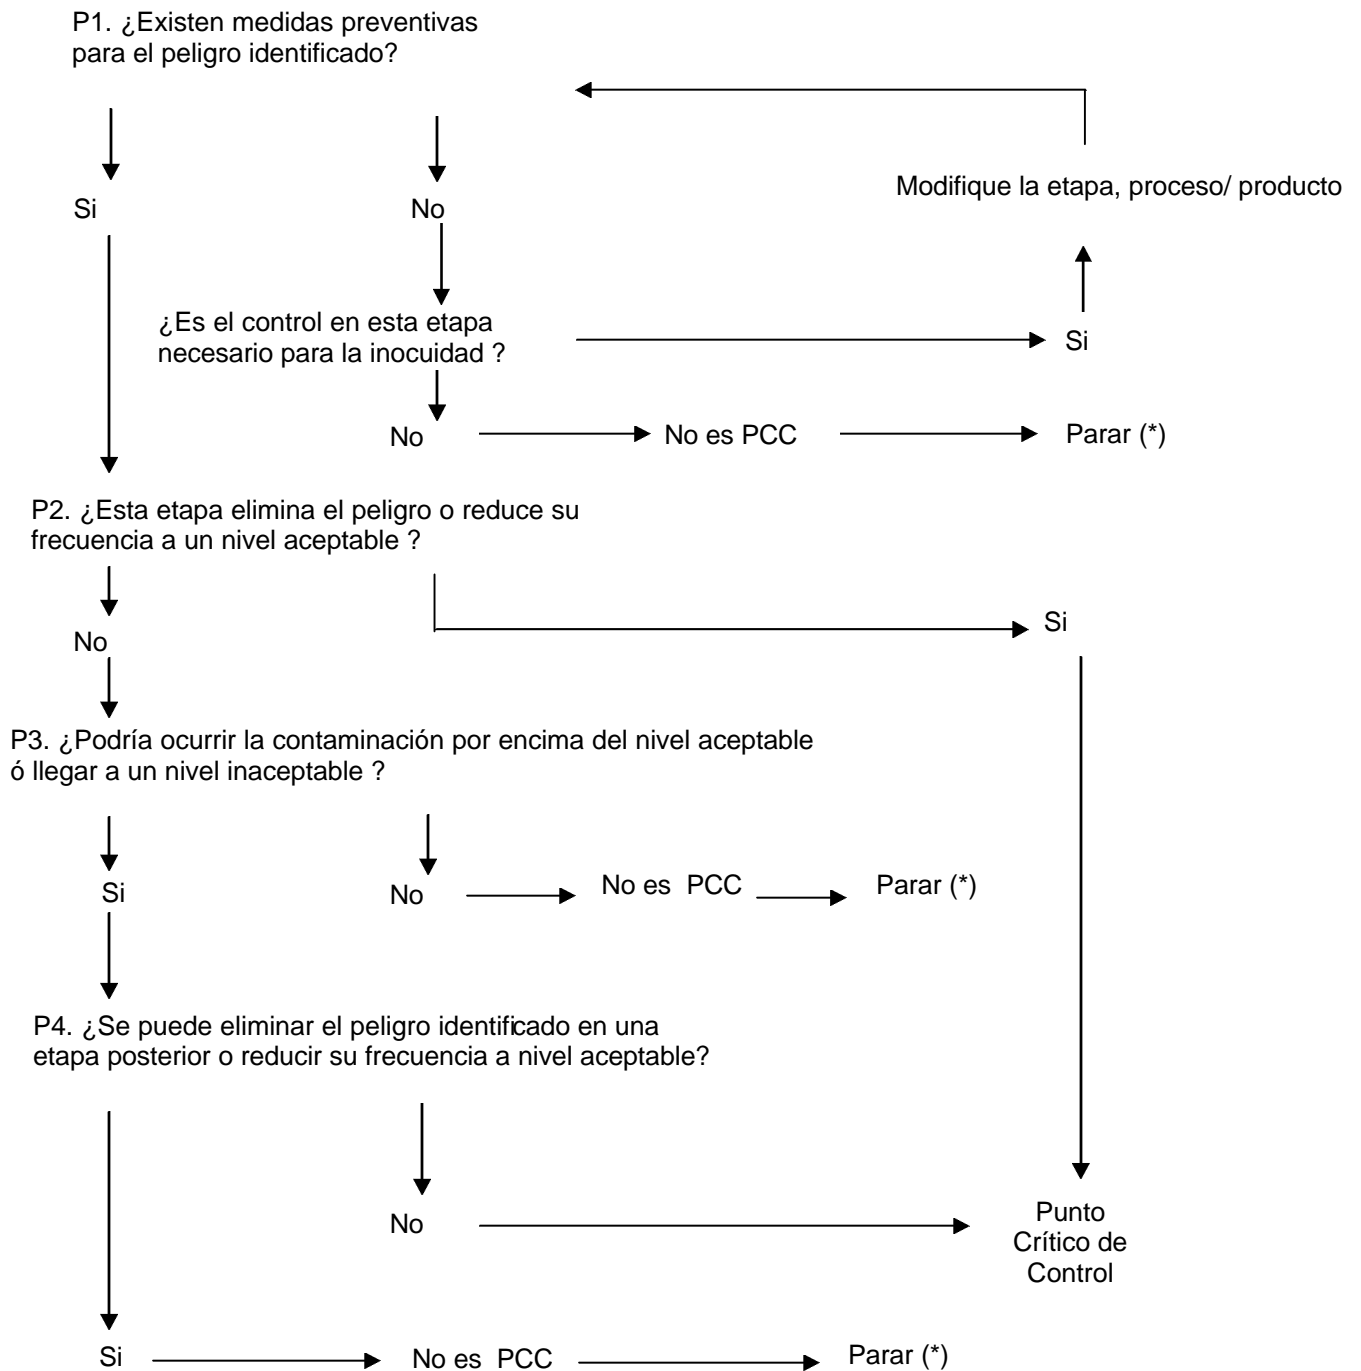 P1. ¿Existen medidas preventivas
para el peligro identificado?
Modifique la etapa, proceso/ producto
Si
No
¿Es el control en esta etapa
necesario para la inocuidad ?
Si
No
No es PCC
Parar (*)
P2. ¿Esta etapa elimina el peligro o reduce su
frecuencia a un nivel aceptable ?
Si
No
P3. ¿Podría ocurrir la contaminación por encima del nivel aceptable
ó llegar a un nivel inaceptable ?
Si
No
No es PCC
Parar (*)
P4. ¿Se puede eliminar el peligro identificado en una
etapa posterior o reducir su frecuencia a nivel aceptable?
No
Punto
Crítico de
Control
Si
No es PCC
Parar (*)